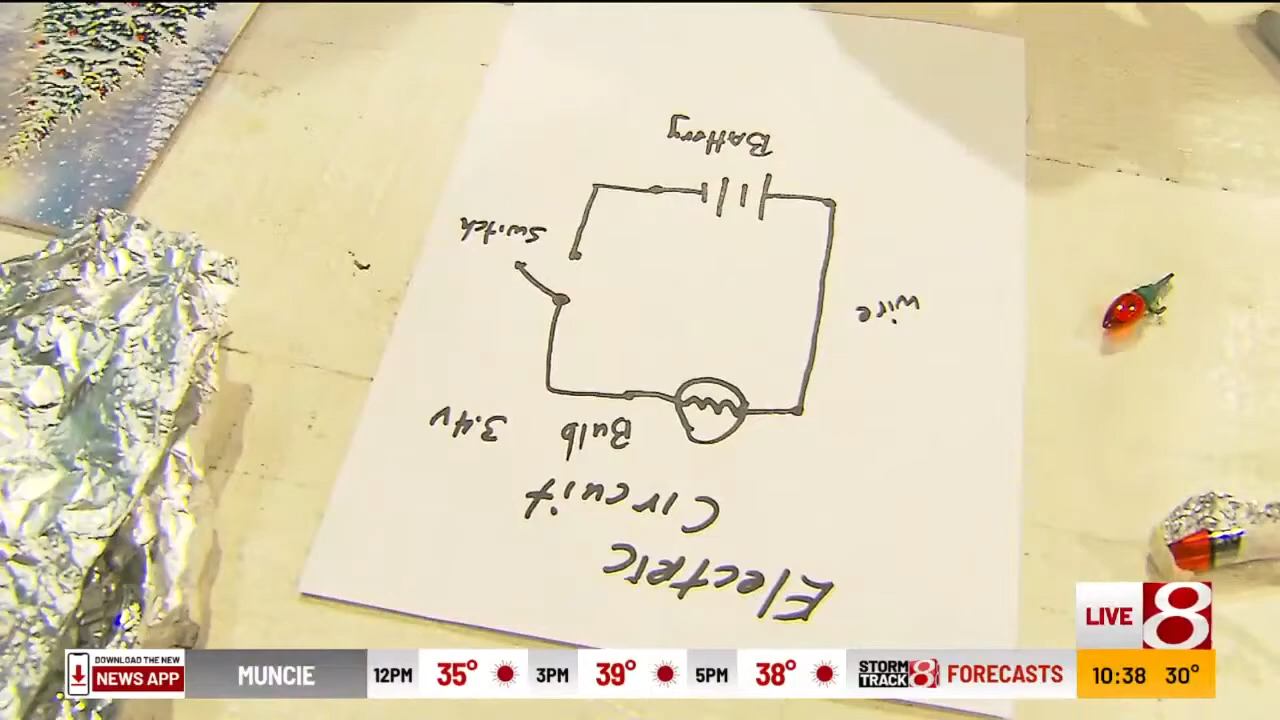 Electric
Circuit
Bulb 3.4v
wire
Switch
Battery
LIVE 8
DOWNLOAD THE NEW
NEWS APP
MUNCIE
12PM 35° 3PM 39° 5PM 38°
STORM
TRACK 8 FORECASTS
10:38 30°